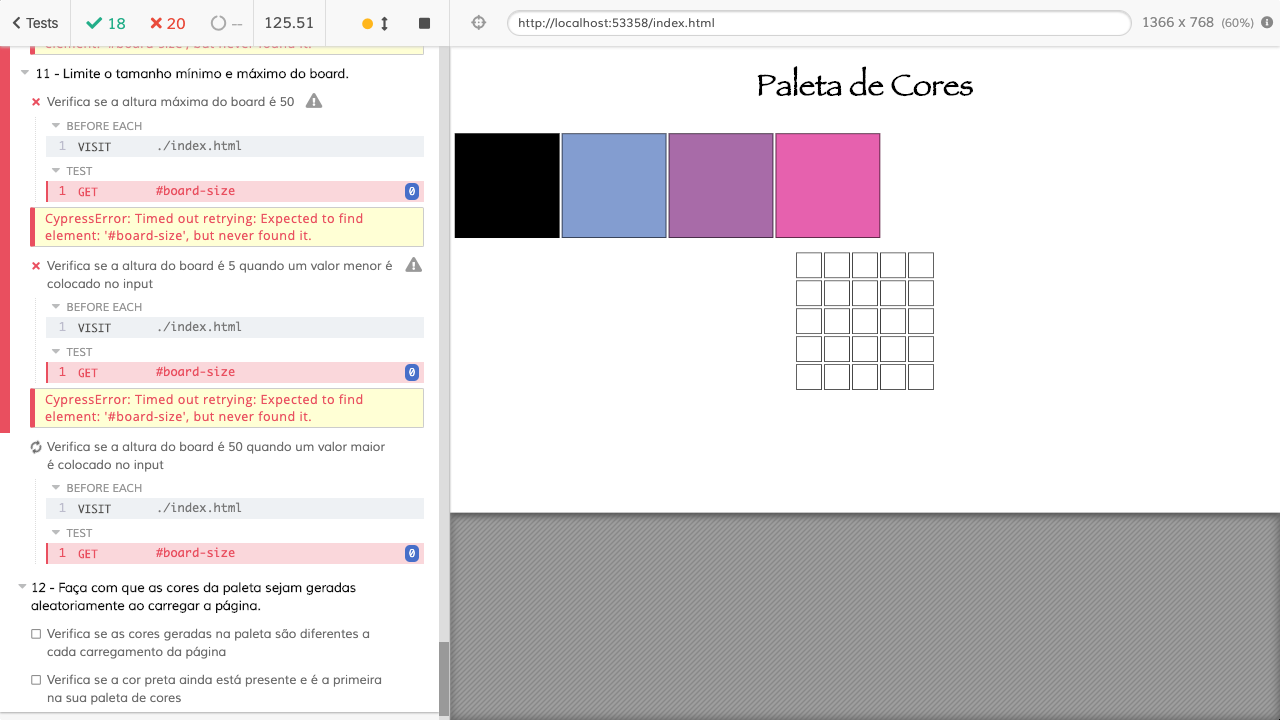 Tests 18 20 -- 125.51
http://localhost:53358/index.html 1366 x 768 (60%)
element: '#board-size', but never found it.
11 - Limite o tamanho mínimo e máximo do board.
Verifica se a altura máxima do board é 50
BEFORE EACH
1 VISIT ./index.html
TEST
1 GET #board-size 0
CypressError: Timed out retrying: Expected to find
element: '#board-size', but never found it.
Verifica se a altura do board é 5 quando um valor menor é
colocado no input
BEFORE EACH
1 VISIT ./index.html
TEST
1 GET #board-size 0
CypressError: Timed out retrying: Expected to find
element: '#board-size', but never found it.
Verifica se a altura do board é 50 quando um valor maior
é colocado no input
BEFORE EACH
1 VISIT ./index.html
TEST
1 GET #board-size 0
12 - Faça com que as cores da paleta sejam geradas
aleatoriamente ao carregar a página.
Verifica se as cores geradas na paleta são diferentes a
cada carregamento da página
Verifica se a cor preta ainda está presente e é a primeira
na sua paleta de cores
Paleta de Cores